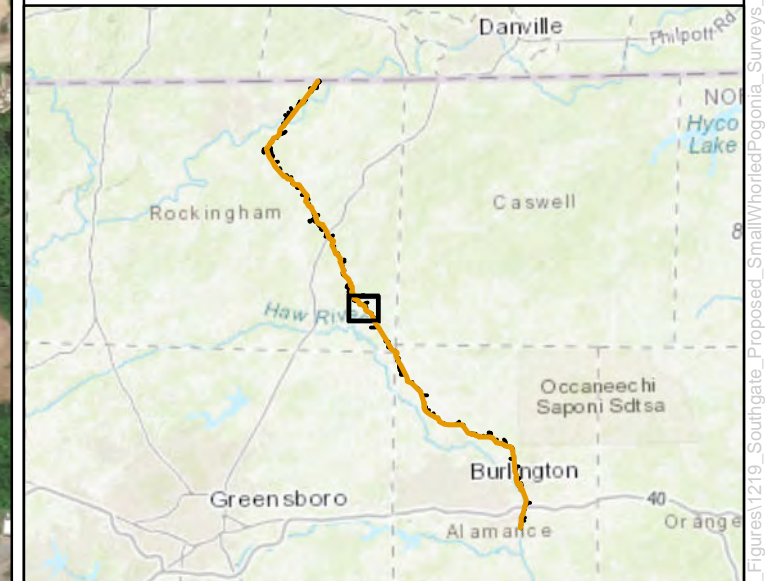 Danville
Philpott Rd
Hyco
Lake
Rockingham
Caswell
8
Haw River
Occaneechi
Saponi Sdtsa
Burlington
Greensboro
40
Alamance
Orange
Figures\1219_Southgate_Proposed_SmallWhorledPogonia_Surveys_